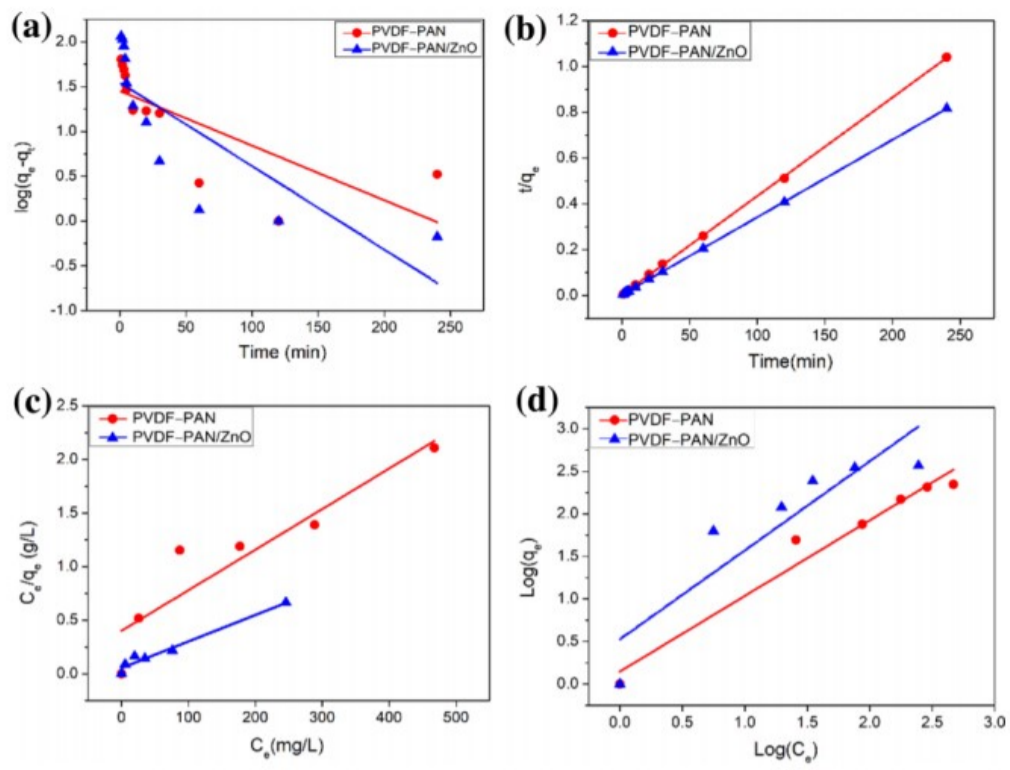 (a)
PVDF–PAN
PVDF–PAN/ZnO
2.0
1.5
1.0
0.5
0.0
-0.5
-1.0
log(qe-qt)
0 50 100 150 200 250
Time (min)
(b)
PVDF–PAN
PVDF–PAN/ZnO
1.2
1.0
0.8
0.6
0.4
0.2
0.0
t/qe
0 50 100 150 200 250
Time(min)
(c)
PVDF–PAN
PVDF–PAN/ZnO
2.5
2.0
1.5
1.0
0.5
0.0
Ce/qe (g/L)
0 100 200 300 400 500
Ce(mg/L)
(d)
PVDF–PAN
PVDF–PAN/ZnO
3.0
2.5
2.0
1.5
1.0
0.5
0.0
Log(qe)
0.0 0.5 1.0 1.5 2.0 2.5 3.0
Log(Ce)